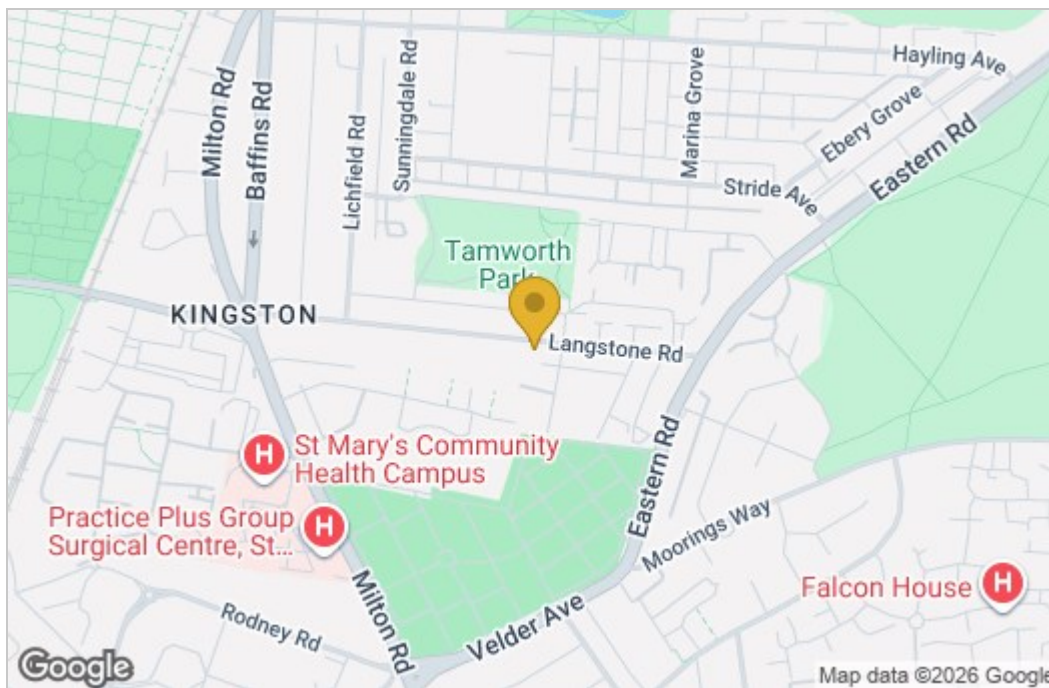 Hayling Ave
Marina Grove
Sunningdale Rd
Milton Rd
Baffins Rd
Lichfield Rd
Ebery Grove
Eastern Rd
Stride Ave
Tamworth
Park
KINGSTON
Langstone Rd
St Mary's Community
Health Campus
H
Practice Plus Group
Surgical Centre, St...
H
Eastern Rd
Moorings Way
Falcon House
H
Milton Rd
Rodney Rd
Velder Ave
Google
Map data ©2026 Google